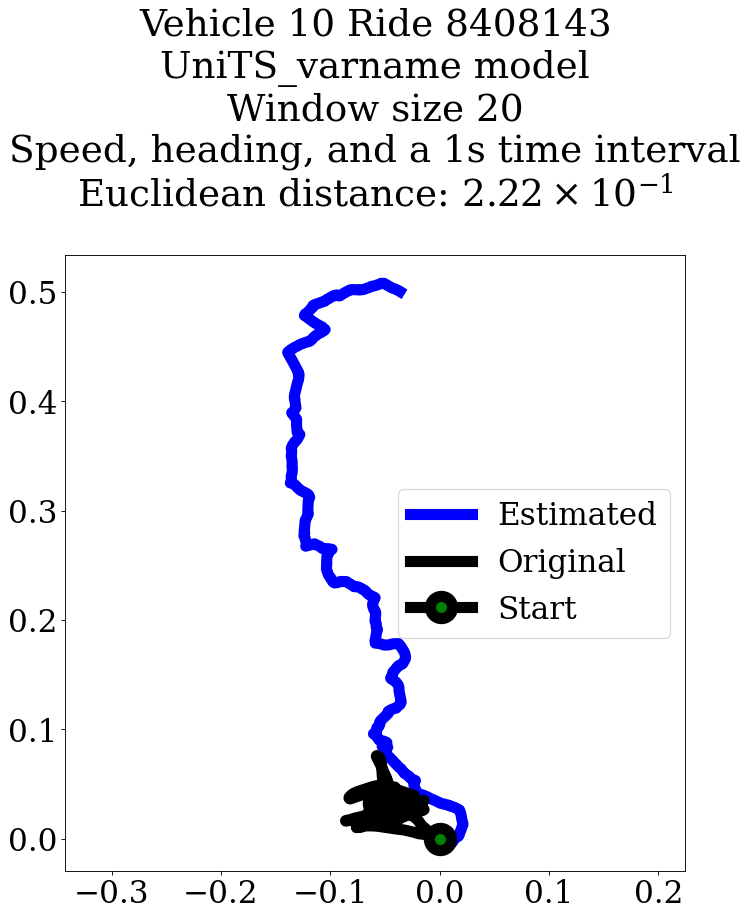 Vehicle 10 Ride 8408143
UniTS_varname model
Window size 20
Speed, heading, and a 1s time interval
Euclidean distance: 2.22 × 10⁻¹
0.5
0.4
0.3
0.2
0.1
0.0
Estimated
Original
Start
−0.3 −0.2 −0.1 0.0 0.1 0.2